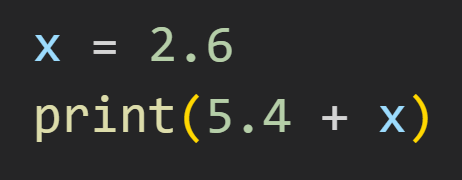 x = 2.6
print(5.4 + x)